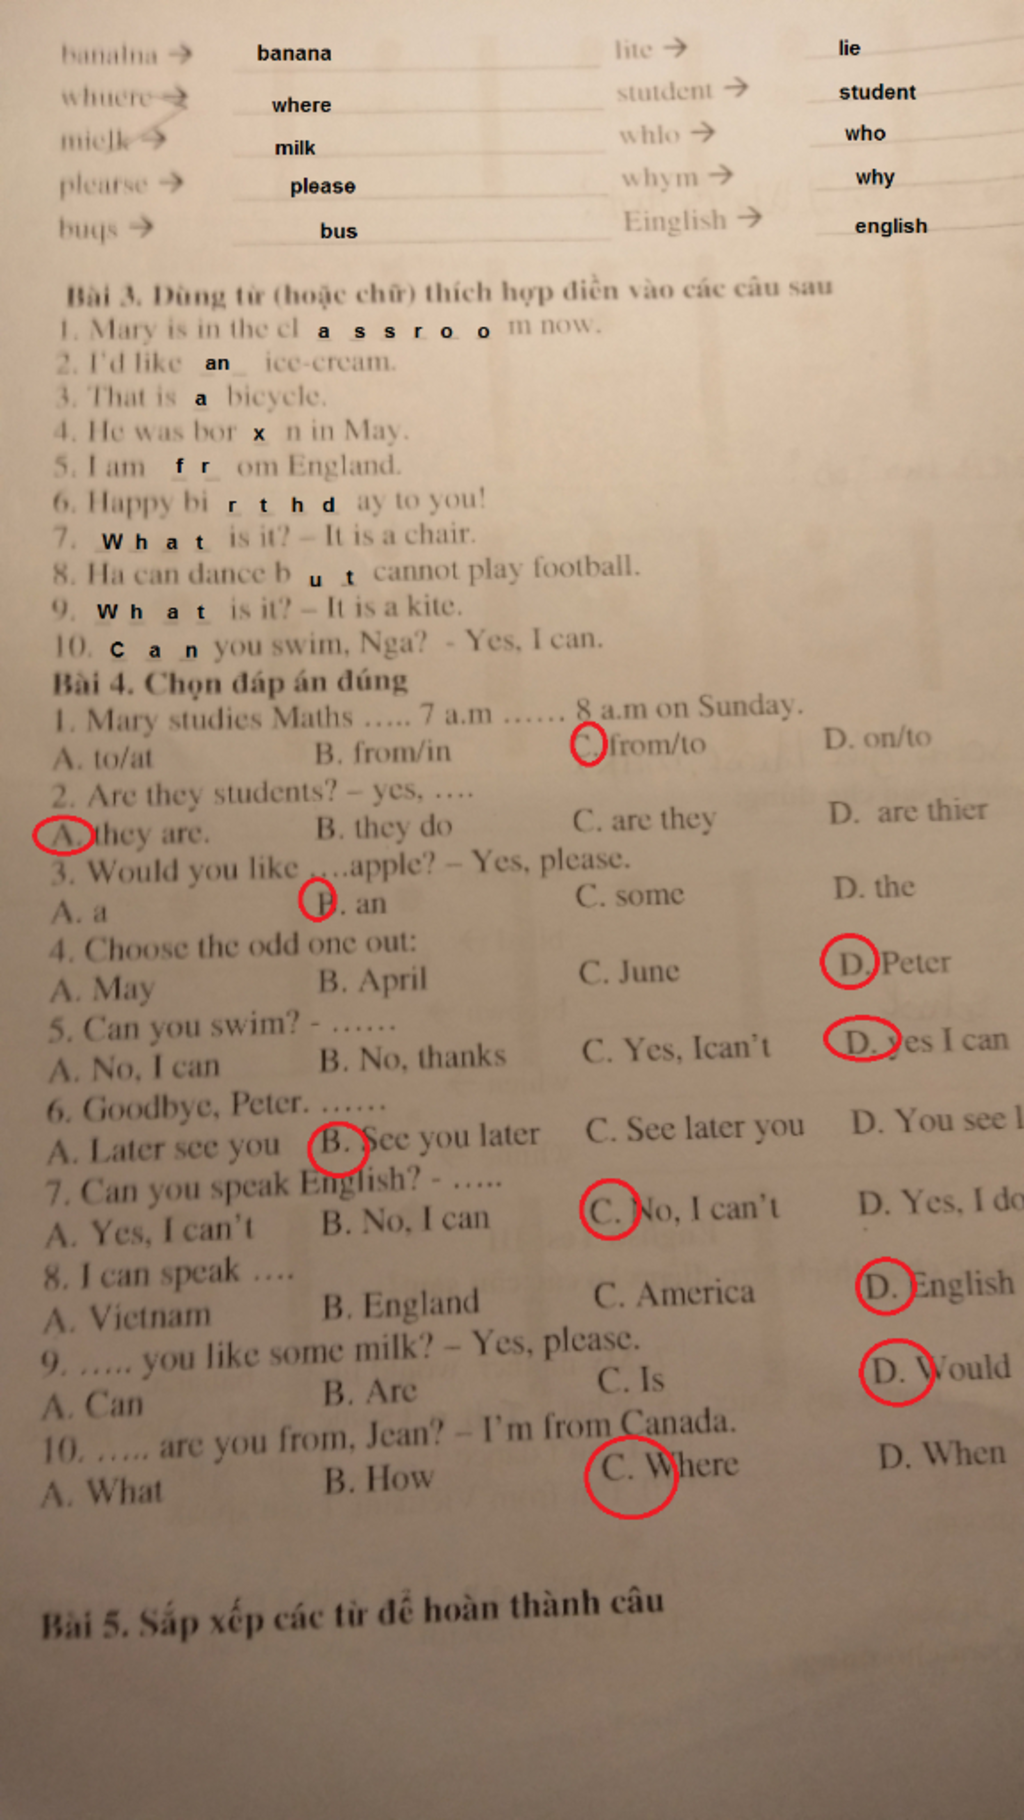 banalna → banana lite → lie
whuere → where stutdent → student
mielk → milk whlo → who
plearse → please whym → why
buqs → bus Einglish → english
Bài 3. Dùng từ (hoặc chữ) thích hợp điền vào các câu sau
1. Mary is in the cl a s s r o o m now.
2. I'd like an ice-cream.
3. That is a bicycle.
4. He was bor x n in May.
5. I am f r om England.
6. Happy bi r t h d ay to you!
7. W h a t is it? – It is a chair.
8. Ha can dance b u t cannot play football.
9. W h a t is it? – It is a kite.
10. C a n you swim, Nga? - Yes, I can.
Bài 4. Chọn đáp án đúng
1. Mary studies Maths ..... 7 a.m ...... 8 a.m on Sunday.
A. to/at B. from/in C. from/to D. on/to
2. Are they students? – yes, ....
A. they are. B. they do C. are they D. are thier
3. Would you like ....apple? – Yes, please.
A. a B. an C. some D. the
4. Choose the odd one out:
A. May B. April C. June D. Peter
5. Can you swim? - ......
A. No, I can B. No, thanks C. Yes, Ican't D. yes I can
6. Goodbye, Peter. ......
A. Later see you B. See you later C. See later you D. You see l
7. Can you speak English? - .....
A. Yes, I can't B. No, I can C. No, I can't D. Yes, I do
8. I can speak ....
A. Vietnam B. England C. America D. English
9. ..... you like some milk? – Yes, please.
A. Can B. Are C. Is D. Would
10. ..... are you from, Jean? – I'm from Canada.
A. What B. How C. Where D. When
Bài 5. Sắp xếp các từ để hoàn thành câu